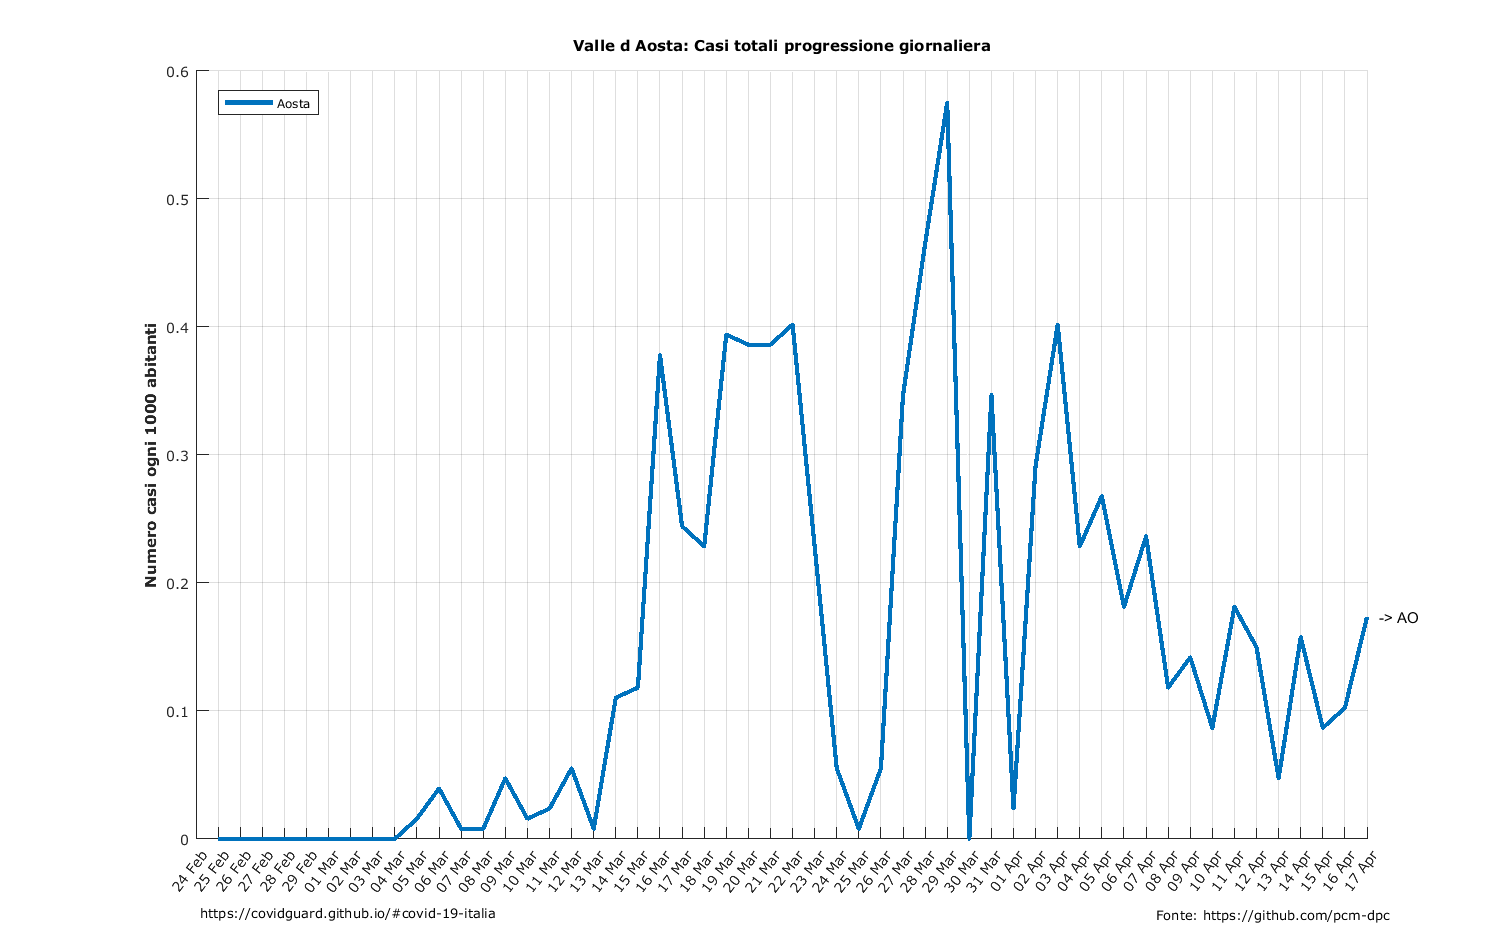 Valle d Aosta: Casi totali progressione giornaliera
Aosta
Numero casi ogni 1000 abitanti
0.6
0.5
0.4
0.3
0.2
0.1
0
-> AO
24 Feb
25 Feb
26 Feb
27 Feb
28 Feb
29 Feb
01 Mar
02 Mar
03 Mar
04 Mar
05 Mar
06 Mar
07 Mar
08 Mar
09 Mar
10 Mar
11 Mar
12 Mar
13 Mar
14 Mar
15 Mar
16 Mar
17 Mar
18 Mar
19 Mar
20 Mar
21 Mar
22 Mar
23 Mar
24 Mar
25 Mar
26 Mar
27 Mar
28 Mar
29 Mar
30 Mar
31 Mar
01 Apr
02 Apr
03 Apr
04 Apr
05 Apr
06 Apr
07 Apr
08 Apr
09 Apr
10 Apr
11 Apr
12 Apr
13 Apr
14 Apr
15 Apr
16 Apr
17 Apr
https://covidguard.github.io/#covid-19-italia
Fonte: https://github.com/pcm-dpc